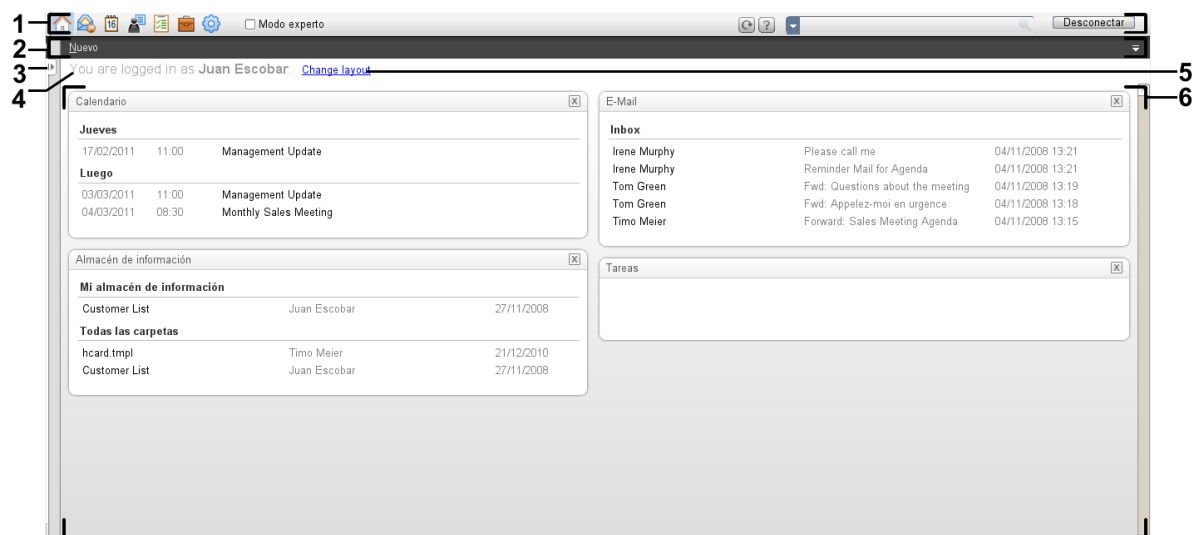 1
16
Modo experto
?
Desconectar
2
Nuevo
3
You are logged in as Juan Escobar. Change layout
5
4
6
Calendario X
Jueves
17/02/2011 11:00 Management Update
Luego
03/03/2011 11:00 Management Update
04/03/2011 08:30 Monthly Sales Meeting
E-Mail X
Inbox
Irene Murphy Please call me 04/11/2008 13:21
Irene Murphy Reminder Mail for Agenda 04/11/2008 13:21
Tom Green Fwd: Questions about the meeting 04/11/2008 13:19
Tom Green Fwd: Appelez-moi en urgence 04/11/2008 13:18
Timo Meier Forward: Sales Meeting Agenda 04/11/2008 13:15
Almacén de información X
Mi almacén de información
Customer List Juan Escobar 27/11/2008
Todas las carpetas
hcard.tmpl Timo Meier 21/12/2010
Customer List Juan Escobar 27/11/2008
Tareas X